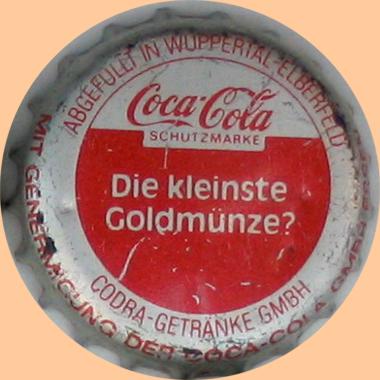 ABGEFÜLLT IN WUPPERTAL-ELBERFELD
Coca-Cola
SCHUTZMARKE
Die kleinste
Goldmünze?
CODRA-GETRÄNKE GMBH
MIT GENEHMIGUNG DER COCA-COLA GMBH